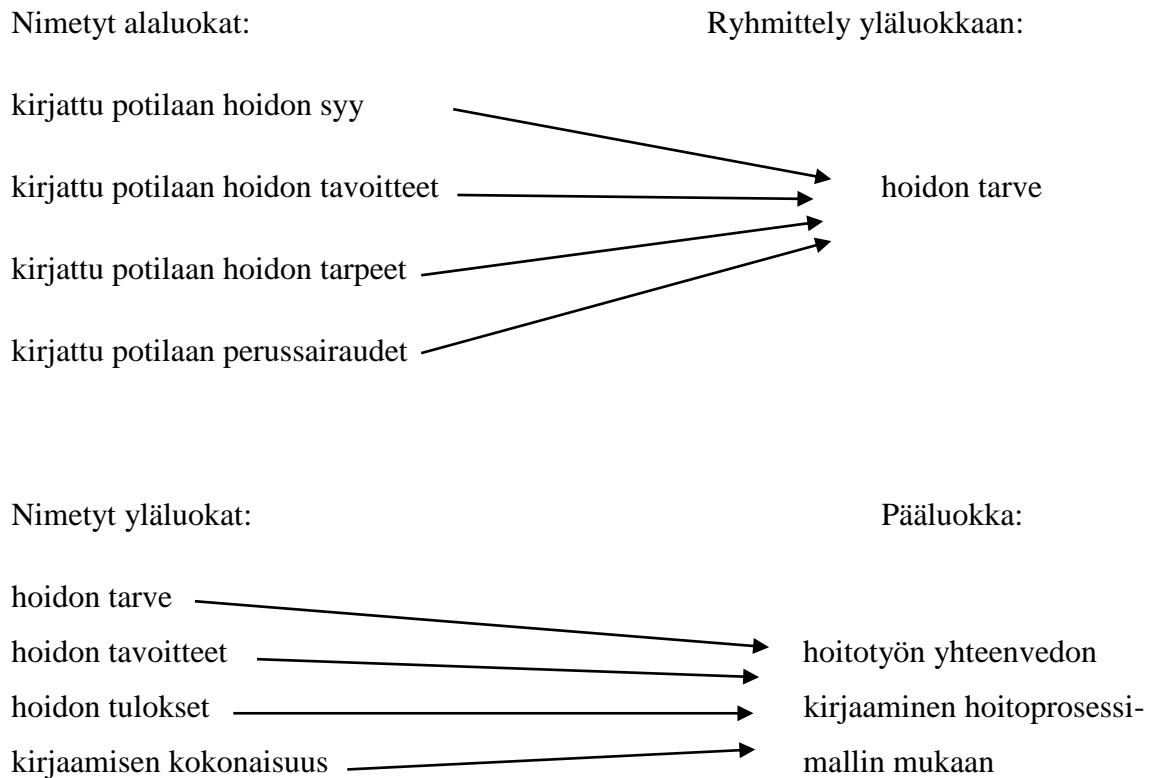 Nimetyt alaluokat: Ryhmittely yläluokkaan:
kirjattu potilaan hoidon syy
kirjattu potilaan hoidon tavoitteet hoidon tarve
kirjattu potilaan hoidon tarpeet
kirjattu potilaan perussairaudet
Nimetyt yläluokat: Pääluokka:
hoidon tarve
hoidon tavoitteet hoitotyön yhteenvedon
hoidon tulokset kirjaaminen hoitoprosessi-
kirjaamisen kokonaisuus mallin mukaan